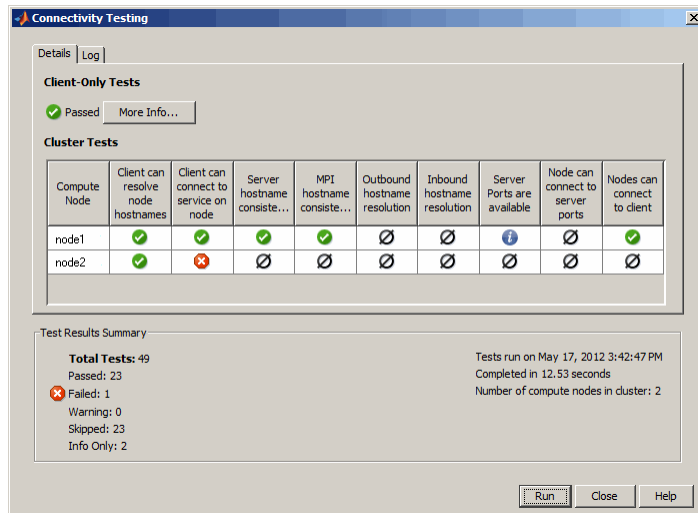 Connectivity Testing
Details
Log
Client-Only Tests
Passed
More Info...
Cluster Tests
Compute
Node
Client can
resolve
node
hostnames
Client can
connect to
service on
node
Server
hostname
consiste...
MPI
hostname
consiste...
Outbound
hostname
resolution
Inbound
hostname
resolution
Server
Ports are
available
Node can
connect to
server
ports
Nodes can
connect
to client
node1
node2
Test Results Summary
Total Tests: 49
Passed: 23
Failed: 1
Warning: 0
Skipped: 23
Info Only: 2
Tests run on May 17, 2012 3:42:47 PM
Completed in 12.53 seconds
Number of compute nodes in cluster: 2
Run
Close
Help